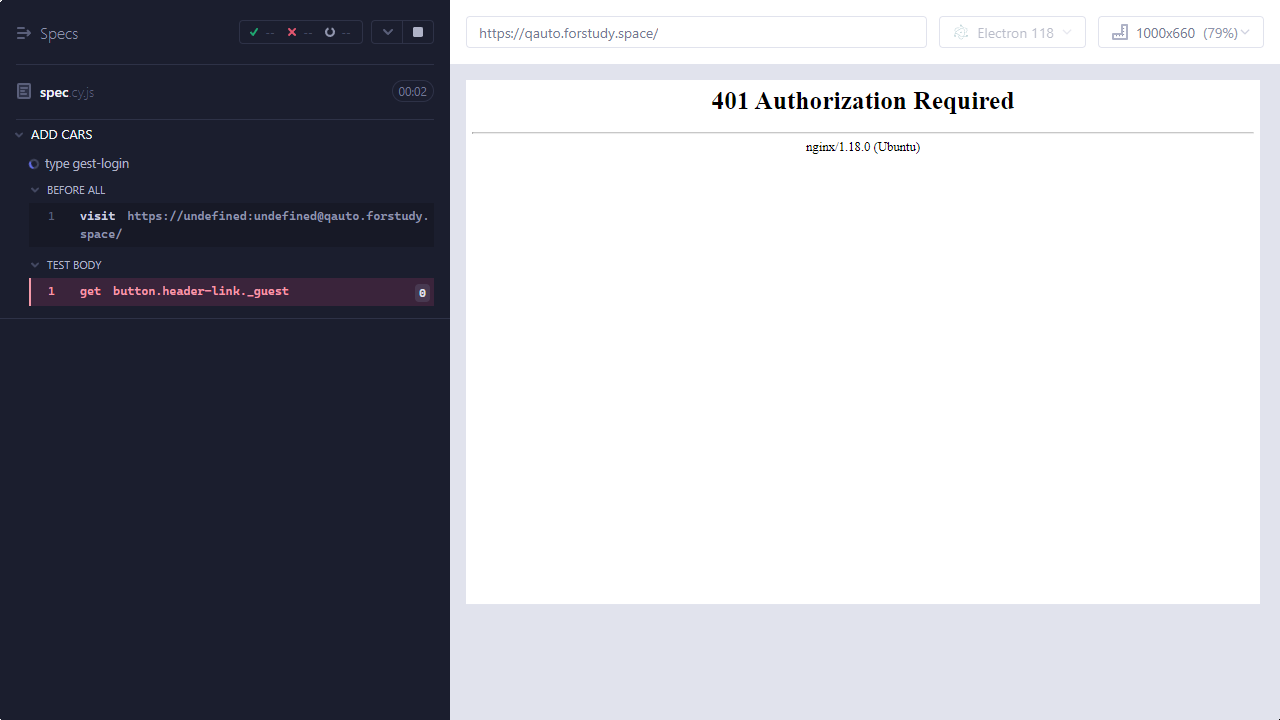 Specs
--
--
--
spec.cy.js
00:02
ADD CARS
type gest-login
BEFORE ALL
1 visit https://undefined:undefined@qauto.forstudy.
space/
TEST BODY
1 get button.header-link._guest 0
https://qauto.forstudy.space/
Electron 118
1000x660 (79%)
401 Authorization Required
nginx/1.18.0 (Ubuntu)